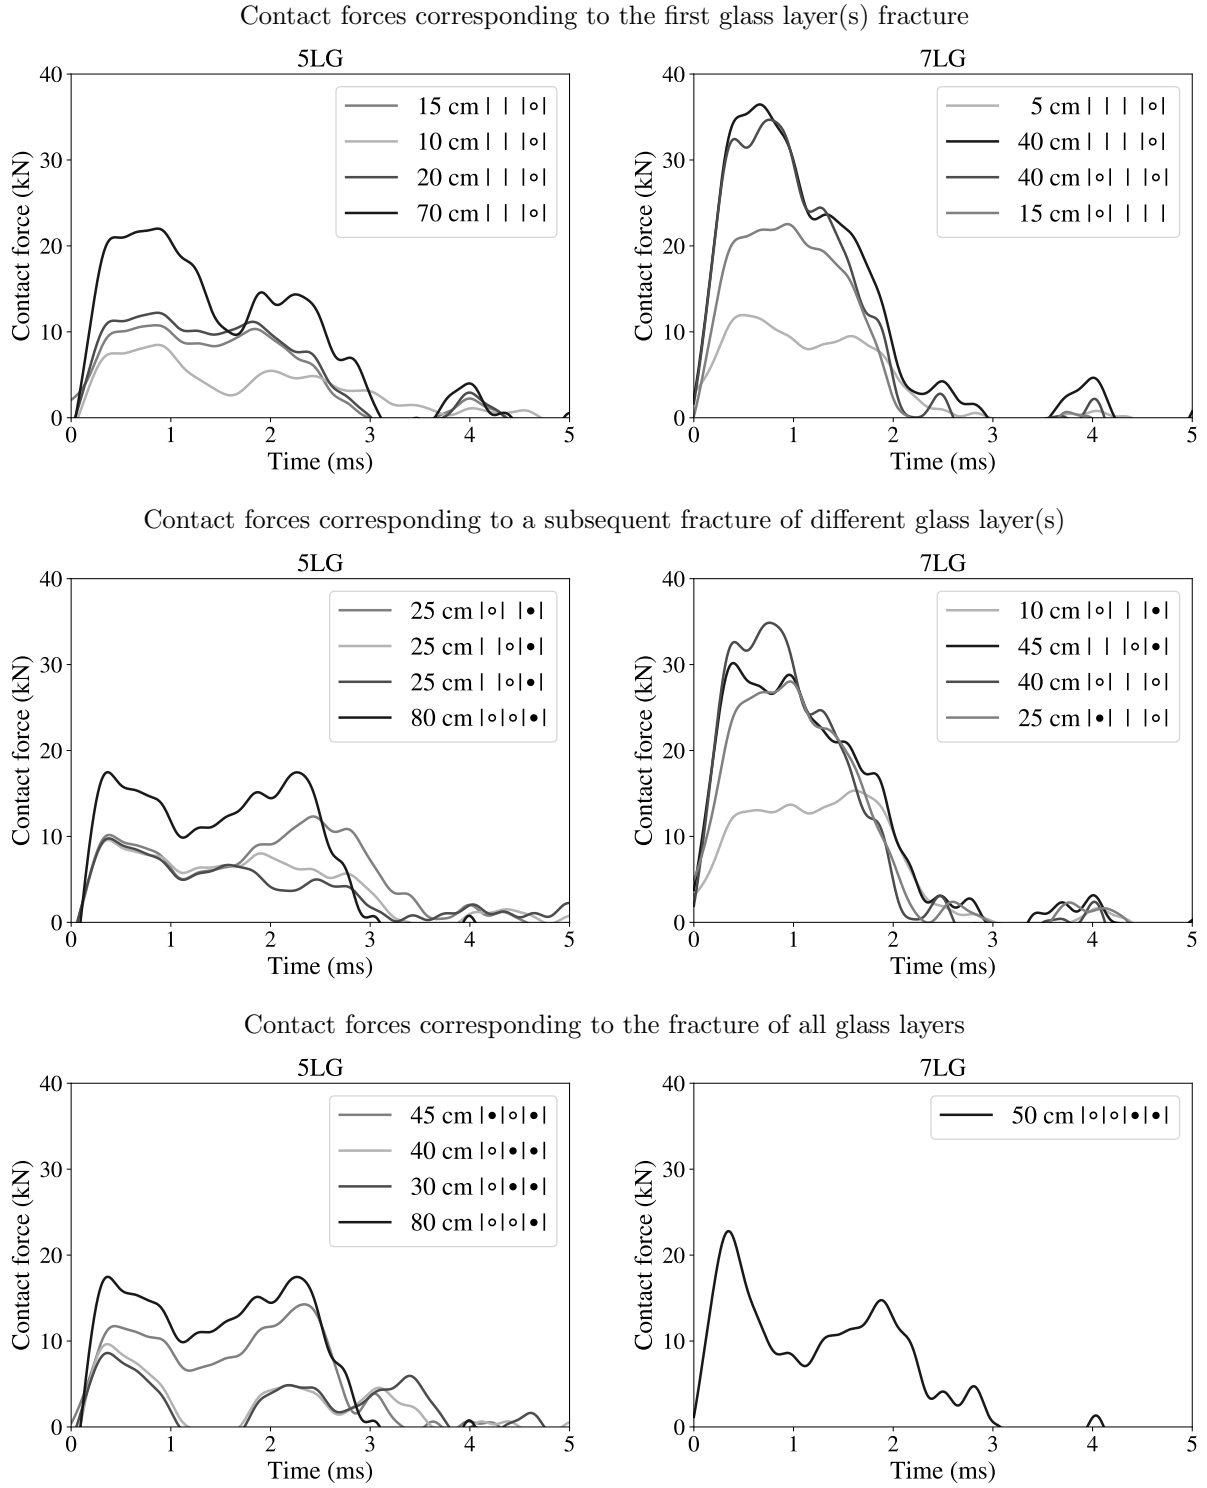 Contact forces corresponding to the first glass layer(s) fracture
5LG
40
30
20
10
0
Contact force (kN)
15 cm | | |∘|
10 cm | | |∘|
20 cm | | |∘|
70 cm | | |∘|
0 1 2 3 4 5
Time (ms)
7LG
40
30
20
10
0
Contact force (kN)
5 cm | | | |∘|
40 cm | | | |∘|
40 cm |∘| | |∘|
15 cm |∘| | | |
0 1 2 3 4 5
Time (ms)
Contact forces corresponding to a subsequent fracture of different glass layer(s)
5LG
40
30
20
10
0
Contact force (kN)
25 cm |∘| |•|
25 cm | |∘|•|
25 cm | |∘|•|
80 cm |∘|∘|•|
0 1 2 3 4 5
Time (ms)
7LG
40
30
20
10
0
Contact force (kN)
10 cm |∘| | |•|
45 cm | | |∘|•|
40 cm |∘| | |∘|
25 cm |•| | |∘|
0 1 2 3 4 5
Time (ms)
Contact forces corresponding to the fracture of all glass layers
5LG
40
30
20
10
0
Contact force (kN)
45 cm |•|∘|•|
40 cm |∘|•|•|
30 cm |∘|•|•|
80 cm |∘|∘|•|
0 1 2 3 4 5
Time (ms)
7LG
40
30
20
10
0
Contact force (kN)
50 cm |∘|∘|•|•|
0 1 2 3 4 5
Time (ms)